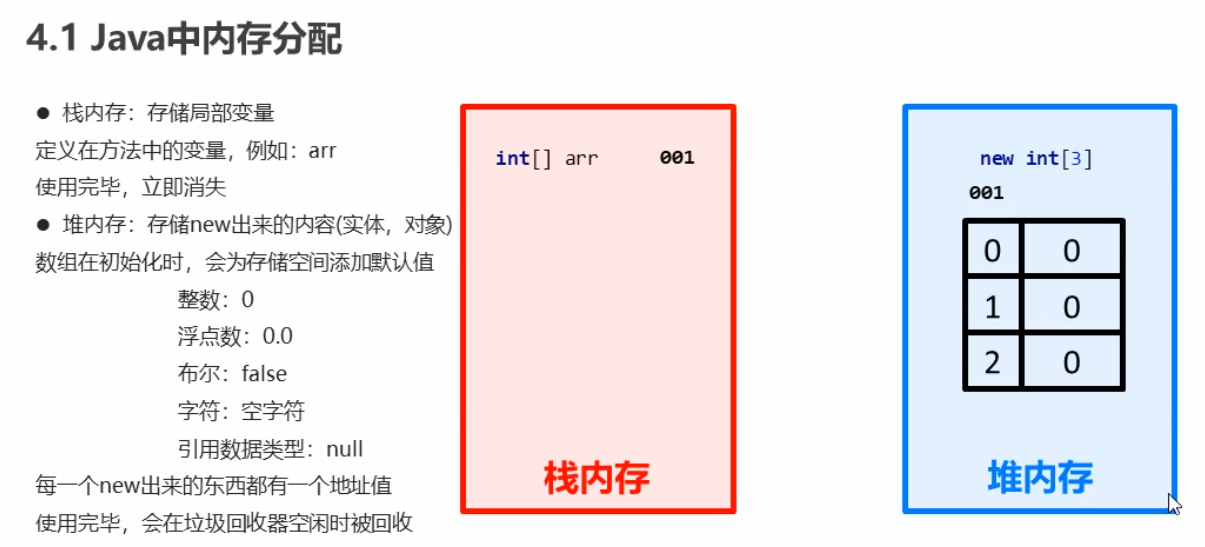 4.1 Java中内存分配
● 栈内存：存储局部变量
定义在方法中的变量，例如：arr
使用完毕，立即消失
● 堆内存：存储new出来的内容(实体，对象)
数组在初始化时，会为存储空间添加默认值
整数：0
浮点数：0.0
布尔：false
字符：空字符
引用数据类型：null
每一个new出来的东西都有一个地址值
使用完毕，会在垃圾回收器空闲时被回收
int[] arr 001
栈内存
new int[3]
001
0 0
1 0
2 0
堆内存